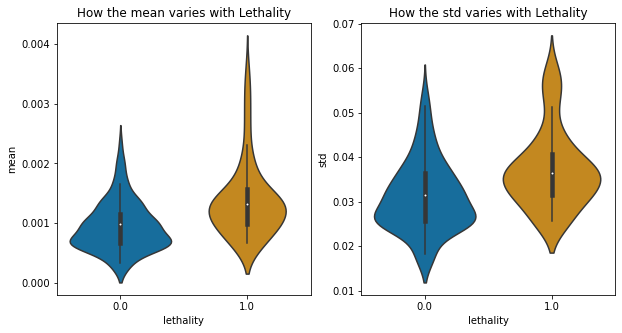 How the mean varies with Lethality
mean
0.004
0.003
0.002
0.001
0.000
0.0
1.0
lethality
How the std varies with Lethality
std
0.07
0.06
0.05
0.04
0.03
0.02
0.01
0.0
1.0
lethality